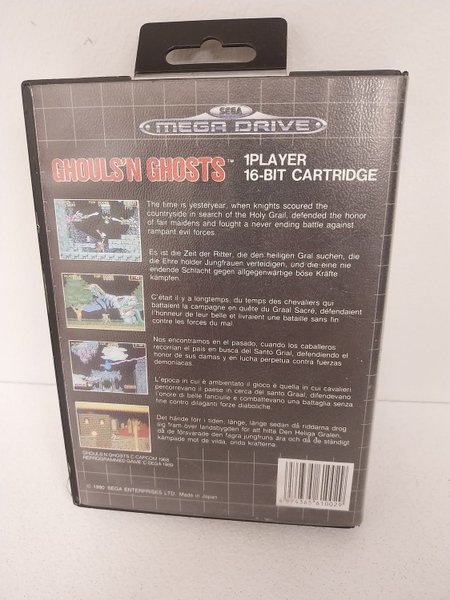 SEGA
MEGA DRIVE
GHOULS'N GHOSTS™ 1PLAYER
16-BIT CARTRIDGE
The time is yesteryear, when knights scoured the
countryside in search of the Holy Grail, defended the honor
of fair maidens and fought a never ending battle against
rampant evil forces.
Es ist die Zeit der Ritter, die den heiligen Gral suchen, die
die Ehre holder Jungfrauen verteidigen, und die eine nie
endende Schlacht gegen allgegenwärtige böse Kräfte
kämpfen.
C'était il y a longtemps, du temps des chevaliers qui
battaient la campagne en quête du Graal Sacré, défendaient
l'honneur de leur belle et livraient une bataille sans fin
contre les forces du mal.
Nos encontramos en el pasado, cuando los caballeros
recorrían el país en busca del Santo Grial, defendiendo el
honor de sus damas y en lucha perpetua contra fuerzas
demoníacas.
L'epoca in cui è ambientato il gioco è quella in cui cavalieri
percorrevano il paese in cerca del santo graal, difendevano
l'onore di belle fanciulle e combattevano una battaglia senza
fine contro dilaganti forze diaboliche.
Det hände förr i tiden, länge, länge sedan då riddarna drog
sig fram över landsbygden för att hitta Den Heliga Gralen,
då de försvarade den fagra jungfruns ära och då de ständigt
kämpade mot de vilda, onda krafterna.
GHOULS'N GHOSTS © CAPCOM 1988
REPROGRAMMED GAME © SEGA 1989
© 1990 SEGA ENTERPRISES LTD. Made in Japan
4 974365 610029